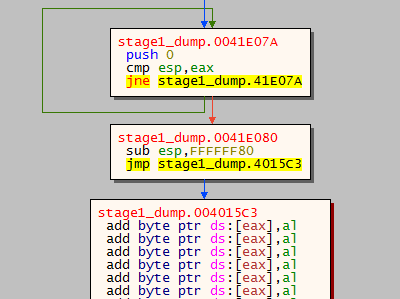 stage1_dump.0041E07A
push 0
cmp esp,eax
jne stage1_dump.41E07A
stage1_dump.0041E080
sub esp,FFFFFF80
jmp stage1_dump.4015C3
stage1_dump.004015C3
add byte ptr ds:[eax],al
add byte ptr ds:[eax],al
add byte ptr ds:[eax],al
add byte ptr ds:[eax],al
add byte ptr ds:[eax],al
add byte ptr ds:[eax],al